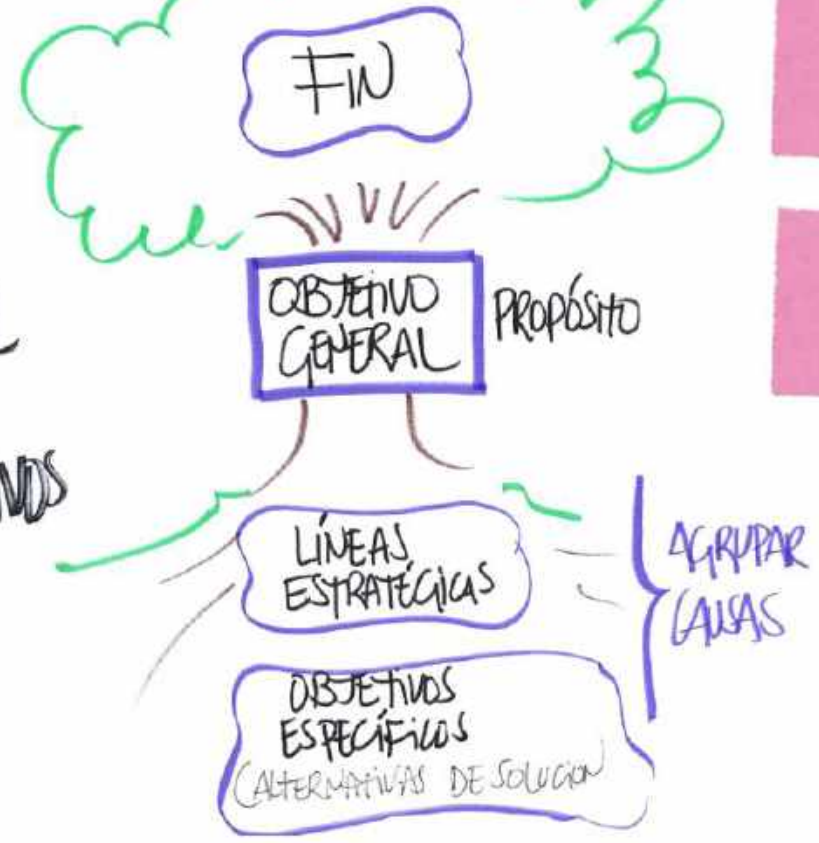 FIN
OBJETIVO
GENERAL
PROPÓSITO
LÍNEAS
ESTRATÉGICAS
AGRUPAR
CAUSAS
OBJETIVOS
ESPECÍFICOS
(ALTERNATIVAS DE SOLUCIÓN)